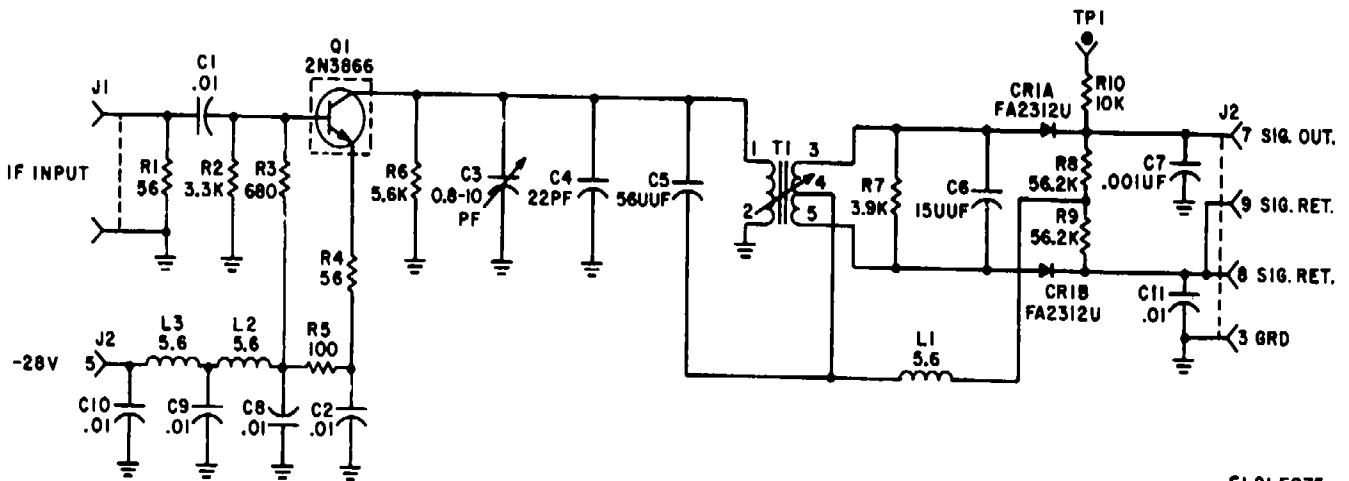 TP1
Q1
2N3866
C1
.01
J1
R10
10K
CR1A
FA2312U
J2
7 SIG. OUT.
IF INPUT
R1
56
R2
3.3K
R3
680
R6
5.6K
C3
0.8-10
PF
C4
22PF
C5
56UUF
1
T1
3
2
4
5
R7
3.9K
C6
15UUF
R8
56.2K
C7
.001UF
9 SIG. RET.
R9
56.2K
R4
56
8 SIG. RET.
CR1B
FA2312U
C11
.01
3 GRD
-28V
J2
5
L3
5.6
L2
5.6
R5
100
L1
5.6
C10
.01
C9
.01
C8
.01
C2
.01